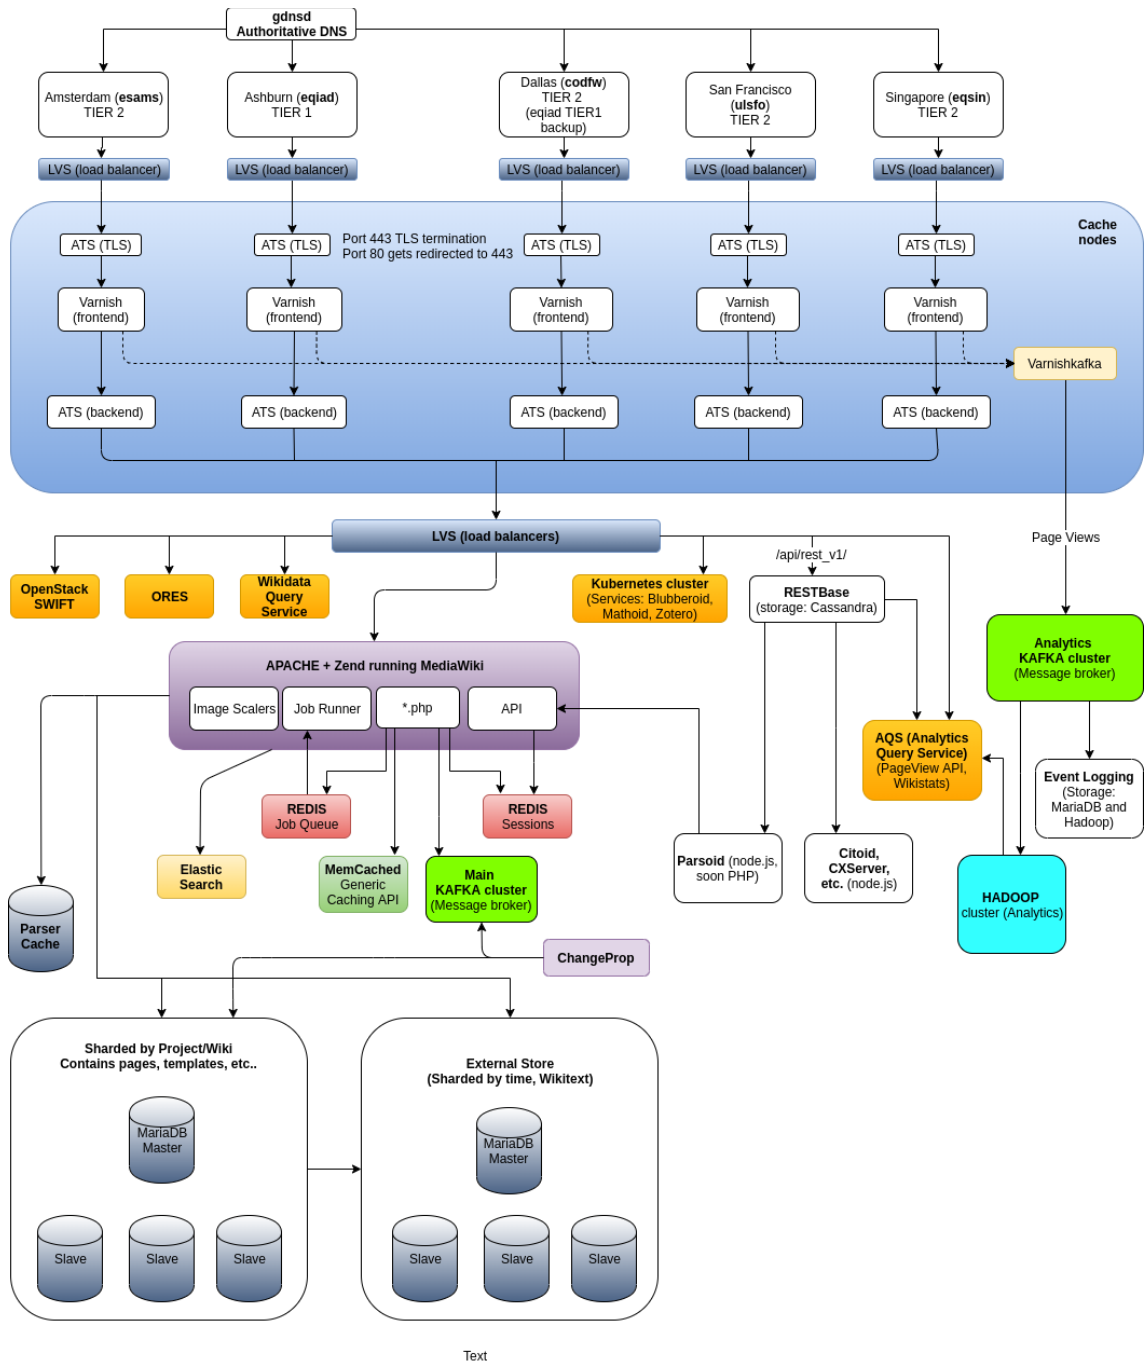 gdnsd
Authoritative DNS
Amsterdam (esams)
TIER 2
Ashburn (eqiad)
TIER 1
Dallas (codfw)
TIER 2
(eqiad TIER1
backup)
San Francisco
(ulsfo)
TIER 2
Singapore (eqsin)
TIER 2
LVS (load balancer)
LVS (load balancer)
LVS (load balancer)
LVS (load balancer)
LVS (load balancer)
Cache
nodes
ATS (TLS)
ATS (TLS)
Port 443 TLS termination
Port 80 gets redirected to 443
ATS (TLS)
ATS (TLS)
ATS (TLS)
Varnish
(frontend)
Varnish
(frontend)
Varnish
(frontend)
Varnish
(frontend)
Varnish
(frontend)
Varnishkafka
ATS (backend)
ATS (backend)
ATS (backend)
ATS (backend)
ATS (backend)
LVS (load balancers)
Page Views
/api/rest_v1/
OpenStack
SWIFT
ORES
Wikidata
Query
Service
Kubernetes cluster
(Services: Blubberoid,
Mathoid, Zotero)
RESTBase
(storage: Cassandra)
Analytics
KAFKA cluster
(Message broker)
APACHE + Zend running MediaWiki
Image Scalers
Job Runner
*.php
API
AQS (Analytics
Query Service)
(PageView API,
Wikistats)
Event Logging
(Storage:
MariaDB and
Hadoop)
REDIS
Job Queue
REDIS
Sessions
Elastic
Search
MemCached
Generic
Caching API
Main
KAFKA cluster
(Message broker)
Parsoid (node.js,
soon PHP)
Citoid,
CXServer,
etc. (node.js)
HADOOP
cluster (Analytics)
Parser
Cache
ChangeProp
Sharded by Project/Wiki
Contains pages, templates, etc..
MariaDB
Master
Slave
Slave
Slave
External Store
(Sharded by time, Wikitext)
MariaDB
Master
Slave
Slave
Slave
Text